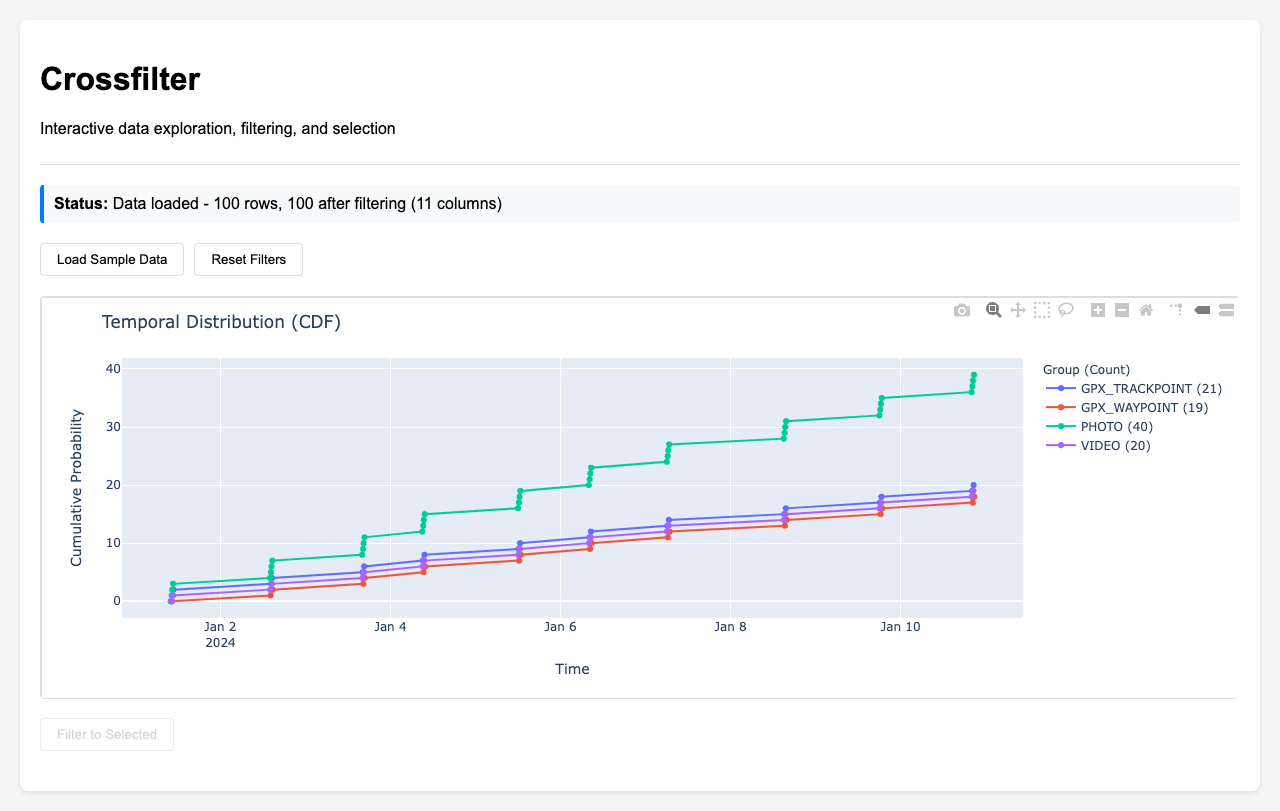 Crossfilter
Interactive data exploration, filtering, and selection
Status: Data loaded - 100 rows, 100 after filtering (11 columns)
Load Sample Data
Reset Filters
Temporal Distribution (CDF)
Cumulative Probability
40
30
20
10
0
Jan 2
2024
Jan 4
Jan 6
Jan 8
Jan 10
Time
Group (Count)
GPX_TRACKPOINT (21)
GPX_WAYPOINT (19)
PHOTO (40)
VIDEO (20)
Filter to Selected